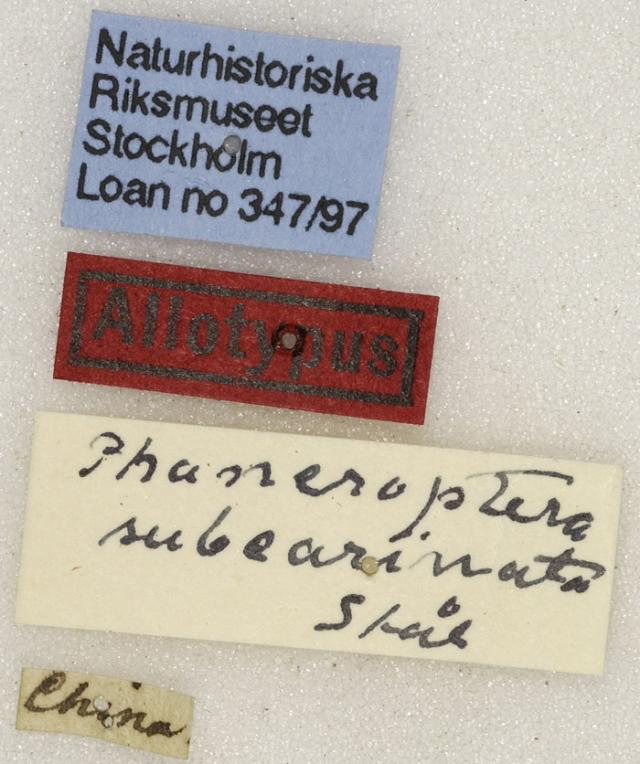 Naturhistoriska
Riksmuseet
Stockholm
Loan no 347/97
Allotypus
Phaneroptera
subcarinata
Stål
China